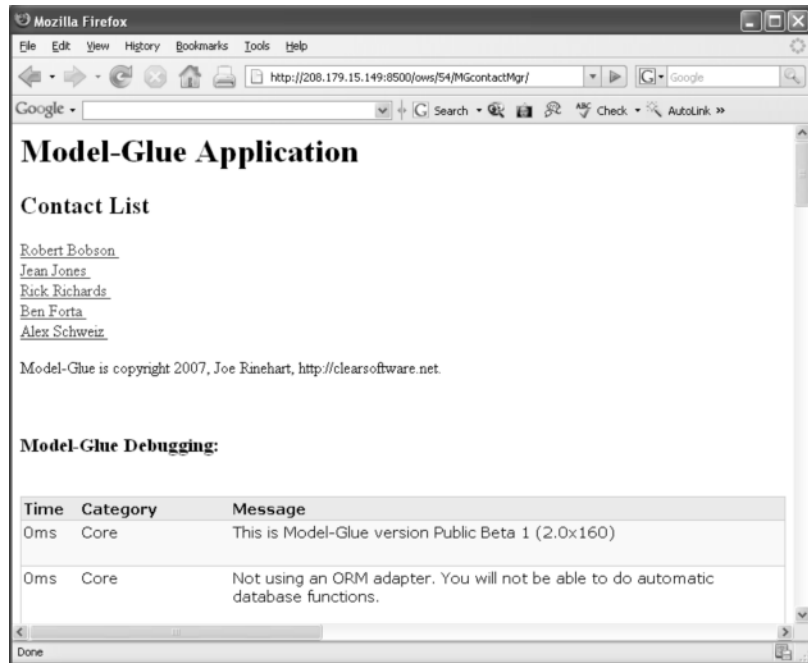 Mozilla Firefox
File Edit View History Bookmarks Tools Help
http://208.179.15.149:8500/ows/54/MGcontactMgr/ G Google
Google G Search ABC Check AutoLink »
Model-Glue Application
Contact List
Robert Bobson
Jean Jones
Rick Richards
Ben Forta
Alex Schweiz
Model-Glue is copyright 2007, Joe Rinehart, http://clearsoftware.net.
Model-Glue Debugging:
Time Category Message
0ms Core This is Model-Glue version Public Beta 1 (2.0x160)
0ms Core Not using an ORM adapter. You will not be able to do automatic
database functions.
Done